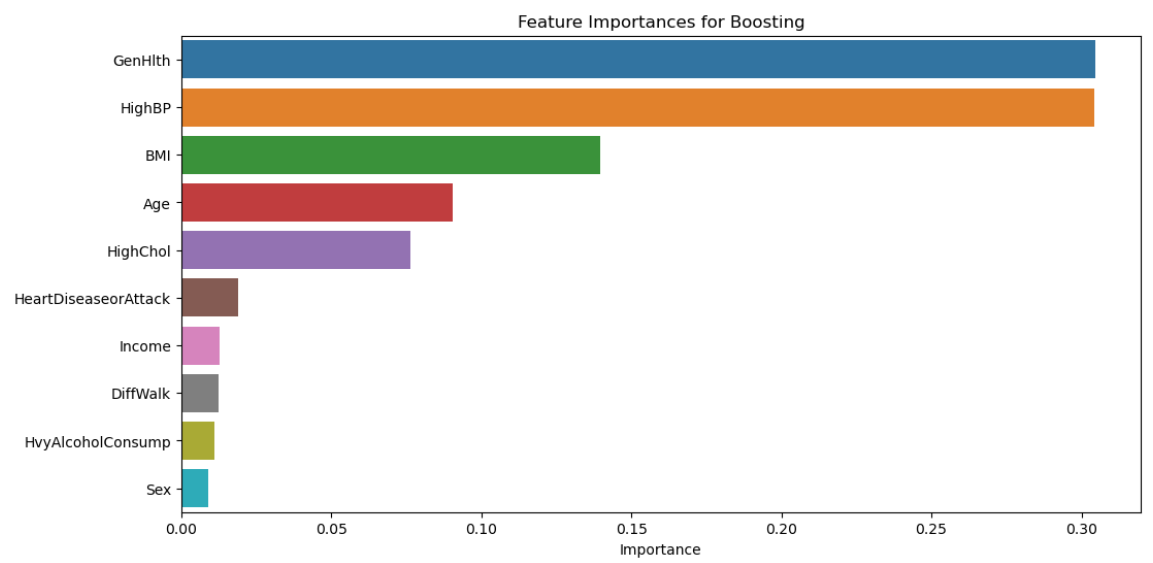 Feature Importances for Boosting
GenHlth
HighBP
BMI
Age
HighChol
HeartDiseaseorAttack
Income
DiffWalk
HvyAlcoholConsump
Sex
0.00 0.05 0.10 0.15 0.20 0.25 0.30
Importance